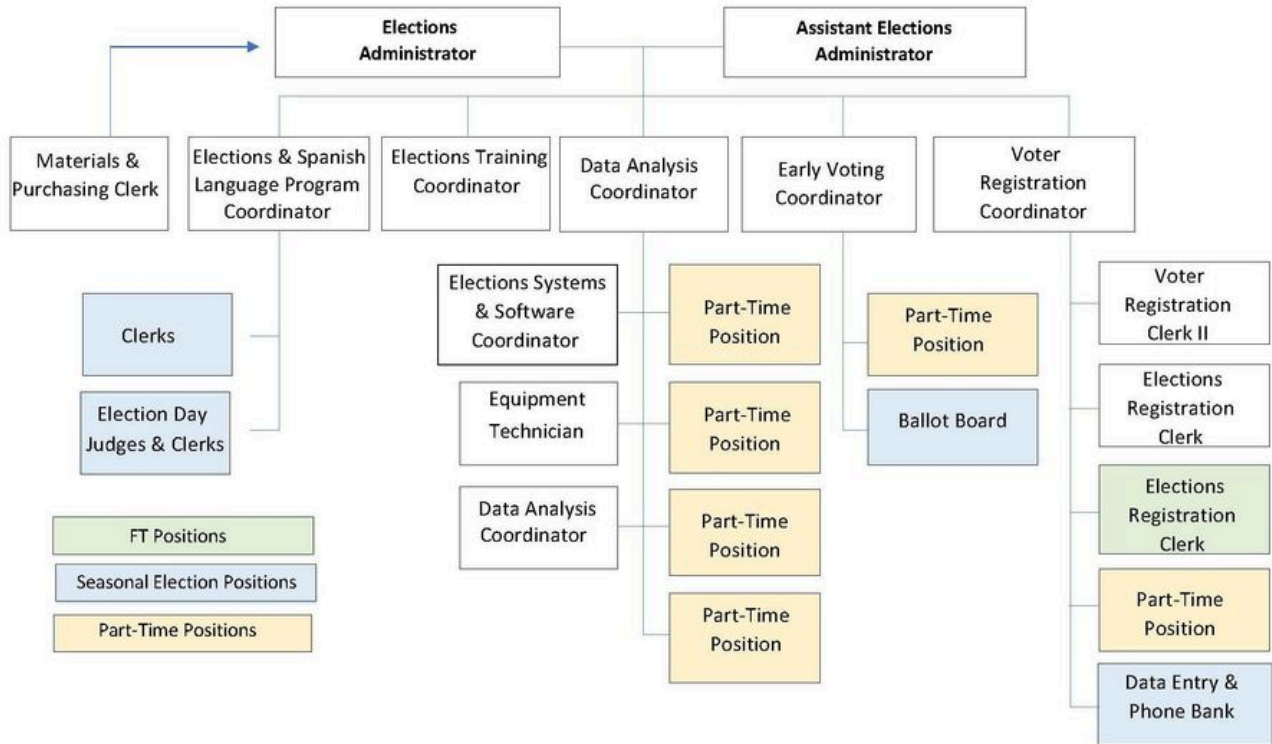 Elections
Administrator
Assistant Elections
Administrator
Materials &
Purchasing Clerk
Elections & Spanish
Language Program
Coordinator
Elections Training
Coordinator
Data Analysis
Coordinator
Early Voting
Coordinator
Voter
Registration
Coordinator
Clerks
Election Day
Judges & Clerks
Elections Systems
& Software
Coordinator
Equipment
Technician
Data Analysis
Coordinator
Part-Time
Position
Part-Time
Position
Part-Time
Position
Part-Time
Position
Part-Time
Position
Ballot Board
Voter
Registration
Clerk II
Elections
Registration
Clerk
Elections
Registration
Clerk
Part-Time
Position
Data Entry &
Phone Bank
FT Positions
Seasonal Election Positions
Part-Time Positions